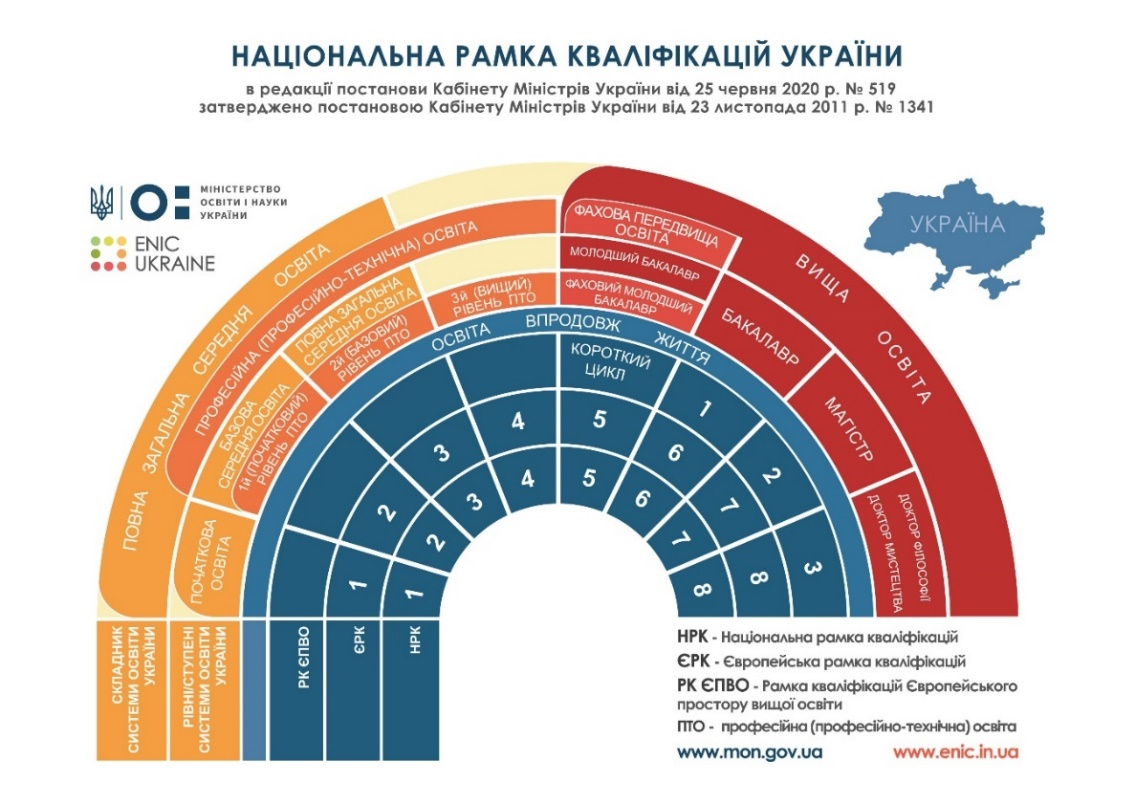 НАЦІОНАЛЬНА РАМКА КВАЛІФІКАЦІЙ УКРАЇНИ
в редакції постанови Кабінету Міністрів України від 25 червня 2020 р. № 519
затверджено постановою Кабінету Міністрів України від 23 листопада 2011 р. № 1341
МІНІСТЕРСТВО
ОСВІТИ І НАУКИ
УКРАЇНИ
ENIC
UKRAINE
УКРАЇНА
ПОВНА ЗАГАЛЬНА СЕРЕДНЯ ОСВІТА
ПРОФЕСІЙНА (ПРОФЕСІЙНО-ТЕХНІЧНА) ОСВІТА
ФАХОВА ПЕРЕДВИЩА
ОСВІТА
ВИЩА ОСВІТА
ПОЧАТКОВА
ОСВІТА
БАЗОВА
СЕРЕДНЯ ОСВІТА
1й (ПОЧАТКОВИЙ)
РІВЕНЬ ПТО
ПОВНА ЗАГАЛЬНА
СЕРЕДНЯ ОСВІТА
2й (БАЗОВИЙ)
РІВЕНЬ ПТО
3й (ВИЩИЙ)
РІВЕНЬ ПТО
МОЛОДШИЙ БАКАЛАВР
ФАХОВИЙ МОЛОДШИЙ
БАКАЛАВР
БАКАЛАВР
МАГІСТР
ДОКТОР ФІЛОСОФІЇ
ДОКТОР МИСТЕЦТВА
ОСВІТА ВПРОДОВЖ ЖИТТЯ
КОРОТКИЙ
ЦИКЛ
1
2
3
1
2
3
4
5
6
7
8
1
2
3
4
5
6
7
8
СКЛАДНИК
СИСТЕМИ ОСВІТИ
УКРАЇНИ
РІВНІ/СТУПЕНІ
СИСТЕМИ ОСВІТИ
УКРАЇНИ
РК ЄПВО
ЄРК
НРК
НРК - Національна рамка кваліфікацій
ЄРК - Європейська рамка кваліфікацій
РК ЄПВО - Рамка кваліфікацій Європейського
простору вищої освіти
ПТО - професійна (професійно-технічна) освіта
www.mon.gov.ua
www.enic.in.ua